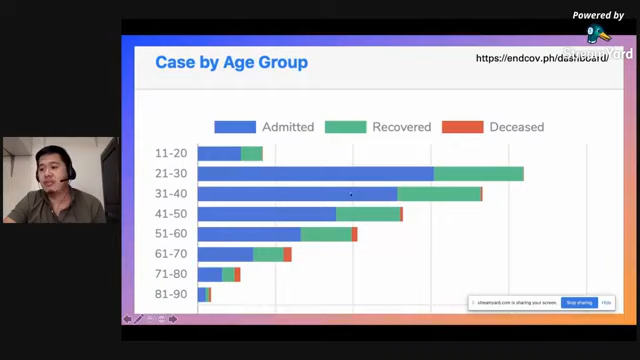 Powered by
StreamYard
Case by Age Group
https://endcov.ph/dashboard/
Admitted
Recovered
Deceased
11-20
21-30
31-40
41-50
51-60
61-70
71-80
81-90
streamyard.com is sharing your screen.
Stop sharing
Hide